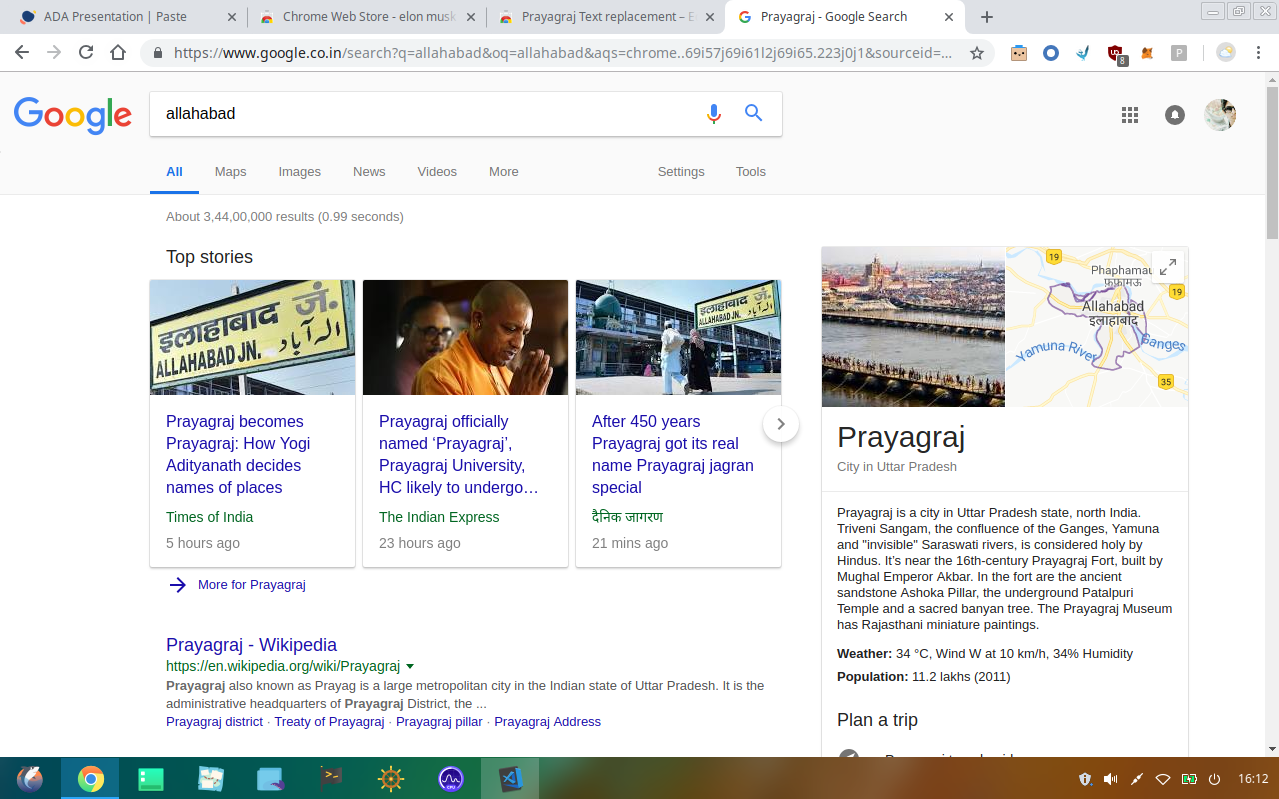 ADA Presentation | Paste
Chrome Web Store - elon musk
Prayagraj Text replacement – E
Prayagraj - Google Search
https://www.google.co.in/search?q=allahabad&oq=allahabad&aqs=chrome..69i57j69i61l2j69i65.223j0j1&sourceid=...
8
P
Google
allahabad
All Maps Images News Videos More Settings Tools
About 3,44,00,000 results (0.99 seconds)
Top stories
इलाहाबाद जं.
ALLAHABAD JN.
الہ آباد
इलाहाबाद जं.
ALLAHABAD JN.
Prayagraj becomes
Prayagraj: How Yogi
Adityanath decides
names of places
Times of India
5 hours ago
Prayagraj officially
named ‘Prayagraj’,
Prayagraj University,
HC likely to undergo…
The Indian Express
23 hours ago
After 450 years
Prayagraj got its real
name Prayagraj jagran
special
दैनिक जागरण
21 mins ago
More for Prayagraj
Prayagraj - Wikipedia
https://en.wikipedia.org/wiki/Prayagraj
Prayagraj also known as Prayag is a large metropolitan city in the Indian state of Uttar Pradesh. It is the
administrative headquarters of Prayagraj District, the ...
Prayagraj district · Treaty of Prayagraj · Prayagraj pillar · Prayagraj Address
19
Phaphamau
फाफामऊ
19
Allahabad
इलाहाबाद
Yamuna River
Ganges
35
Prayagraj
City in Uttar Pradesh
Prayagraj is a city in Uttar Pradesh state, north India.
Triveni Sangam, the confluence of the Ganges, Yamuna
and "invisible" Saraswati rivers, is considered holy by
Hindus. It’s near the 16th-century Prayagraj Fort, built by
Mughal Emperor Akbar. In the fort are the ancient
sandstone Ashoka Pillar, the underground Patalpuri
Temple and a sacred banyan tree. The Prayagraj Museum
has Rajasthani miniature paintings.
Weather: 34 °C, Wind W at 10 km/h, 34% Humidity
Population: 11.2 lakhs (2011)
Plan a trip
CPU
16:12